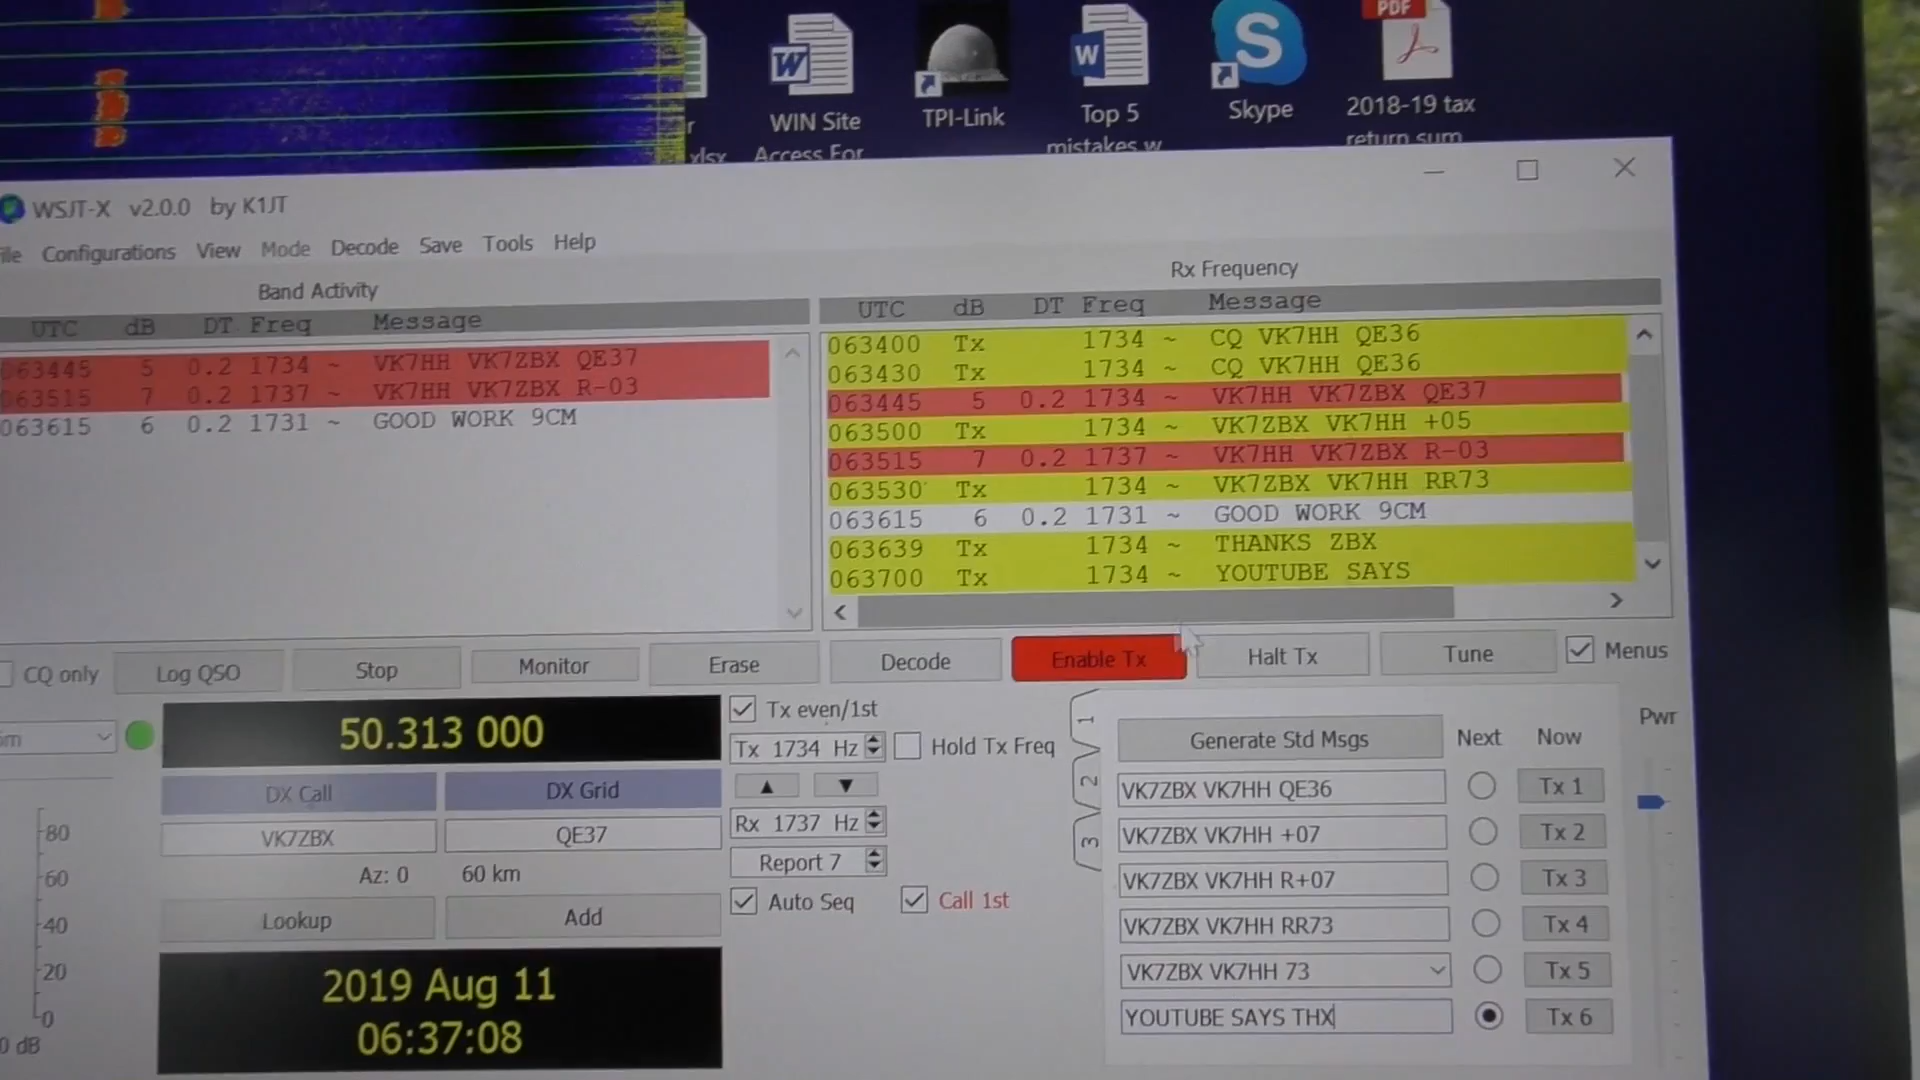 WIN Site
Access For
TPI-Link
Top 5
mistakes w
Skype
PDF
2018-19 tax
return sum
xlsx
WSJT-X v2.0.0 by K1JT
Configurations View Mode Decode Save Tools Help
Band Activity
UTC dB DT Freq Message
063445 5 0.2 1734 ~ VK7HH VK7ZBX QE37
063515 7 0.2 1737 ~ VK7HH VK7ZBX R-03
063615 6 0.2 1731 ~ GOOD WORK 9CM
Rx Frequency
UTC dB DT Freq Message
063400 Tx 1734 ~ CQ VK7HH QE36
063430 Tx 1734 ~ CQ VK7HH QE36
063445 5 0.2 1734 ~ VK7HH VK7ZBX QE37
063500 Tx 1734 ~ VK7ZBX VK7HH +05
063515 7 0.2 1737 ~ VK7HH VK7ZBX R-03
063530 Tx 1734 ~ VK7ZBX VK7HH RR73
063615 6 0.2 1731 ~ GOOD WORK 9CM
063639 Tx 1734 ~ THANKS ZBX
063700 Tx 1734 ~ YOUTUBE SAYS
CQ only Log QSO Stop Monitor Erase Decode Enable Tx Halt Tx Tune Menus
50.313 000
DX Call DX Grid
VK7ZBX QE37
Az: 0 60 km
Lookup Add
2019 Aug 11
06:37:08
80
60
40
20
0
0 dB
Tx even/1st
Tx 1734 Hz
Hold Tx Freq
Rx 1737 Hz
Report 7
Auto Seq Call 1st
1
2
3
Generate Std Msgs Next Now
VK7ZBX VK7HH QE36 Tx 1
VK7ZBX VK7HH +07 Tx 2
VK7ZBX VK7HH R+07 Tx 3
VK7ZBX VK7HH RR73 Tx 4
VK7ZBX VK7HH 73 Tx 5
YOUTUBE SAYS THX Tx 6
Pwr